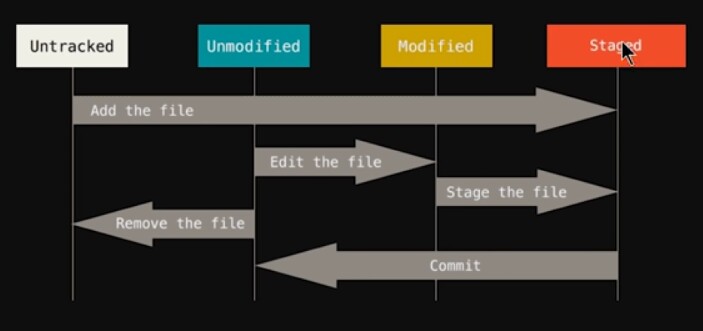 Untracked
Unmodified
Modified
Staged
Add the file
Edit the file
Stage the file
Remove the file
Commit